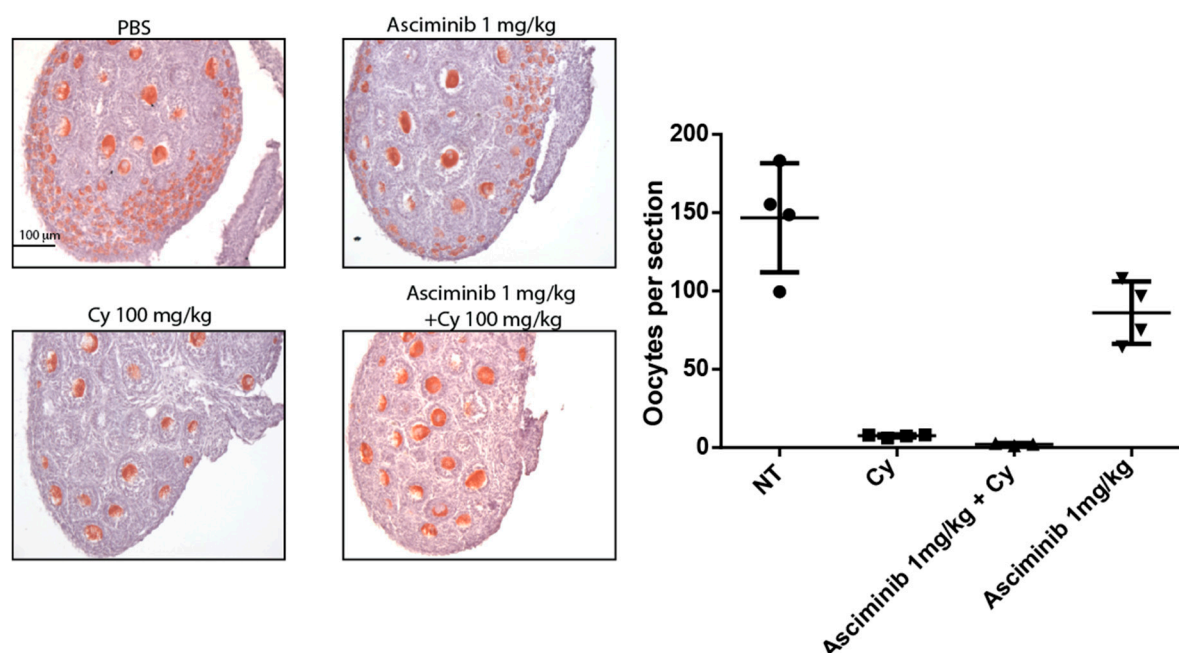 PBS
Asciminib 1 mg/kg
100 μm
Cy 100 mg/kg
Asciminib 1 mg/kg
+Cy 100 mg/kg
Oocytes per section
200
150
100
50
0
NT
Cy
Asciminib 1mg/kg + Cy
Asciminib 1mg/kg